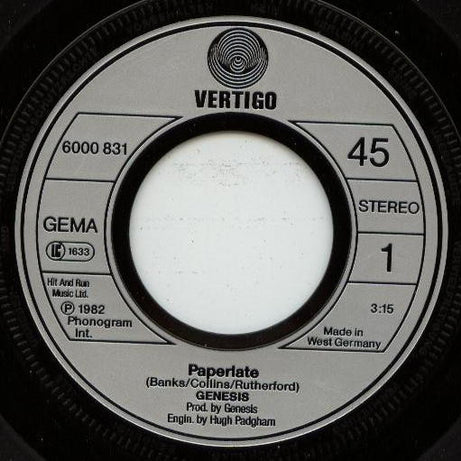 VERTIGO
6000 831
45
STEREO
GEMA
LC 1633
1
Hit And Run
Music Ltd.
℗ 1982
Phonogram
Int.
3:15
Made in
West Germany
Paperlate
(Banks/Collins/Rutherford)
GENESIS
Prod. by Genesis
Engin. by Hugh Padgham